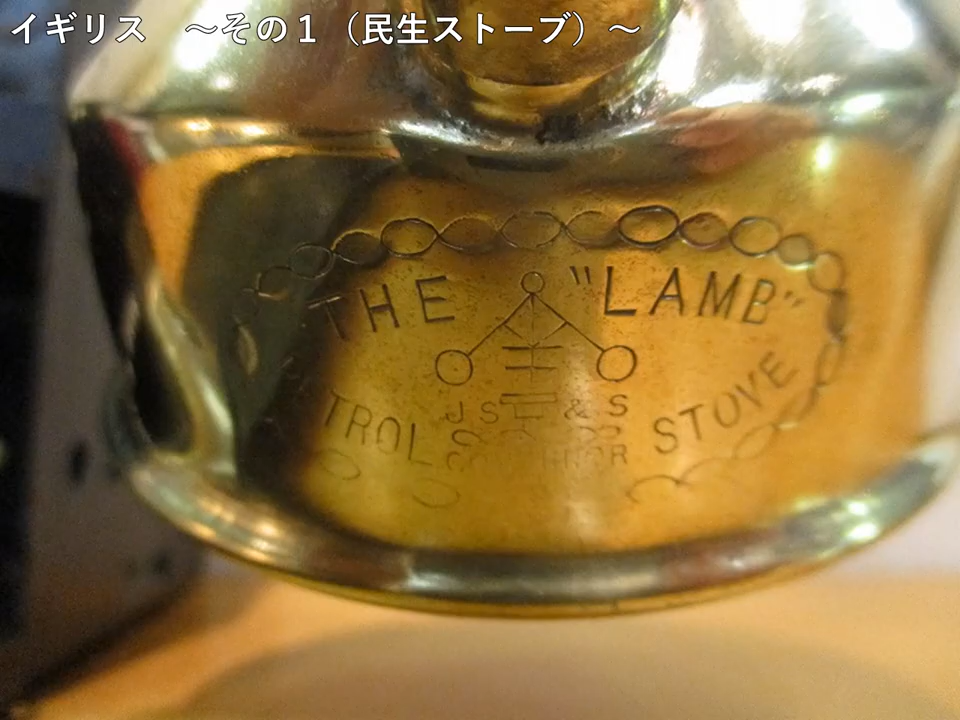 イギリス　～その１（民生ストーブ）～
THE "LAMB"
J S & S
TROL STOVE